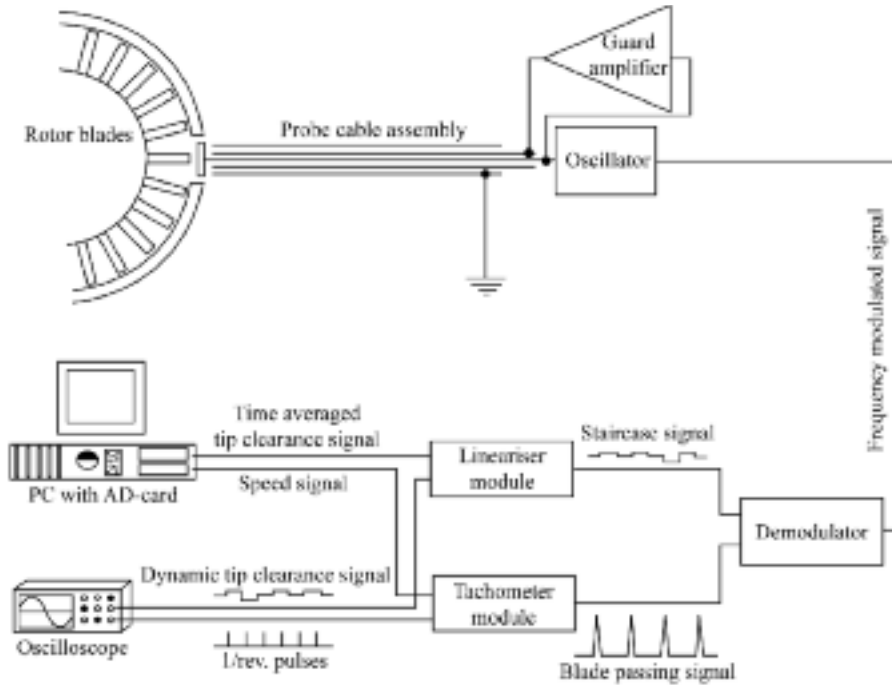 Guard
amplifier
Probe cable assembly
Rotor blades
Oscillator
Frequency modulated signal
Time averaged
tip clearance signal
Staircase signal
Lineariser
module
Speed signal
PC with AD-card
Demodulator
Dynamic tip clearance signal
Tachometer
module
Oscilloscope
1/rev. pulses
Blade passing signal